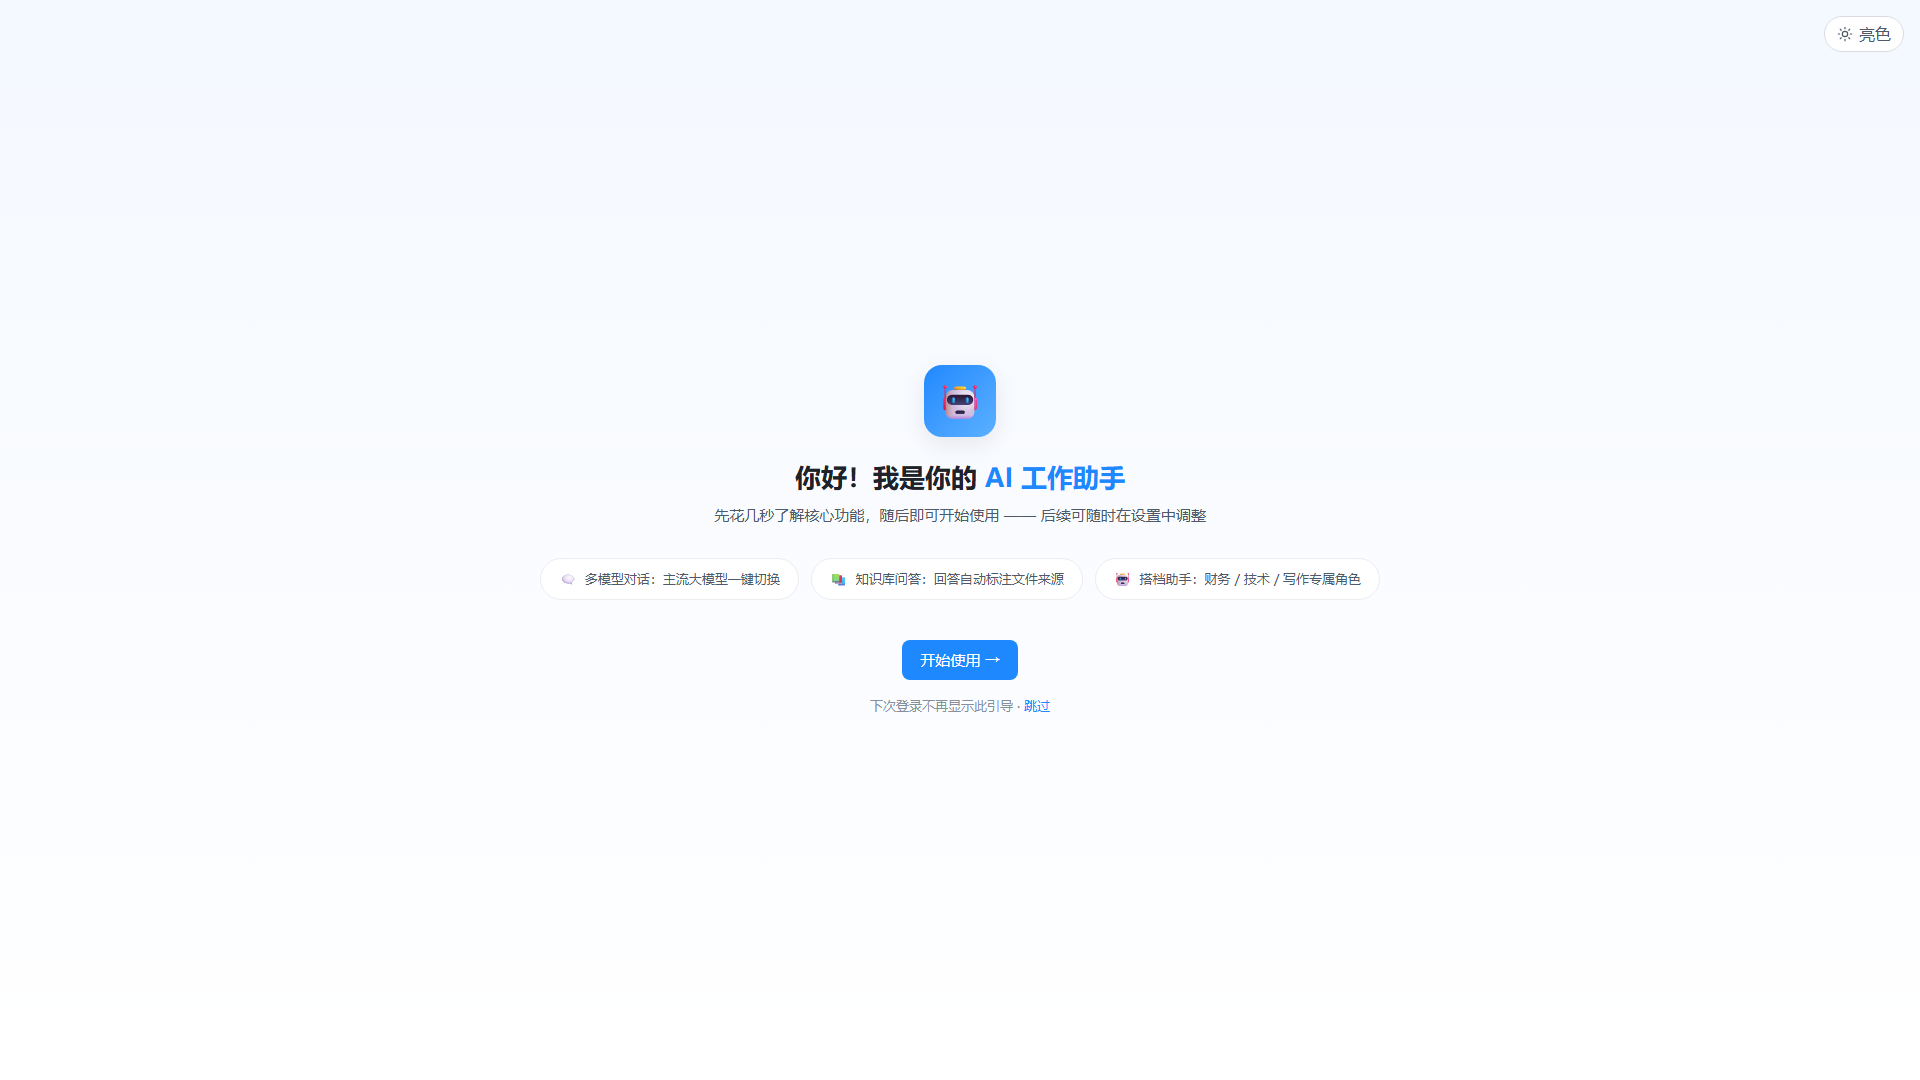 亮色
你好！我是你的 AI 工作助手
先花几秒了解核心功能，随后即可开始使用 —— 后续可随时在设置中调整
多模型对话：主流大模型一键切换
知识库问答：回答自动标注文件来源
搭档助手：财务 / 技术 / 写作专属角色
开始使用 →
下次登录不再显示此引导 · 跳过